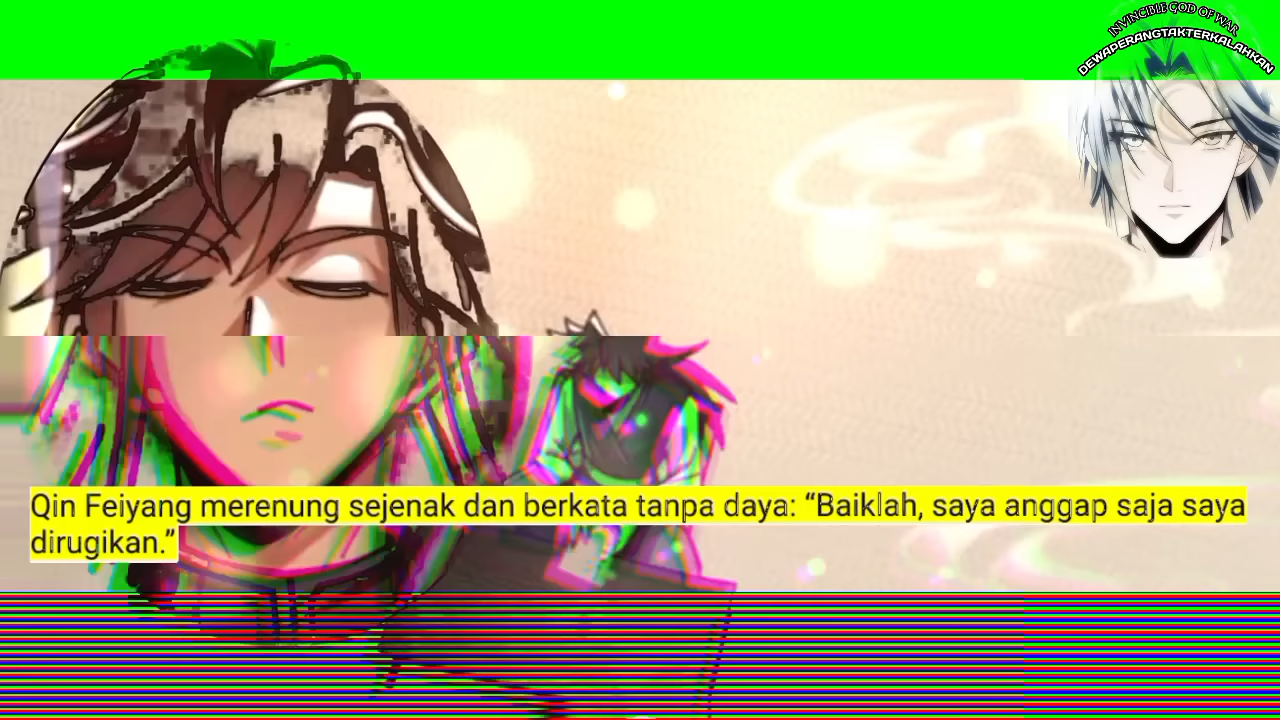 INVINCIBLE GOD OF WAR
DEWAPERANGTAKTERKALAHKAN
Qin Feiyang merenung sejenak dan berkata tanpa daya: “Baiklah, saya anggap saja saya
dirugikan.”